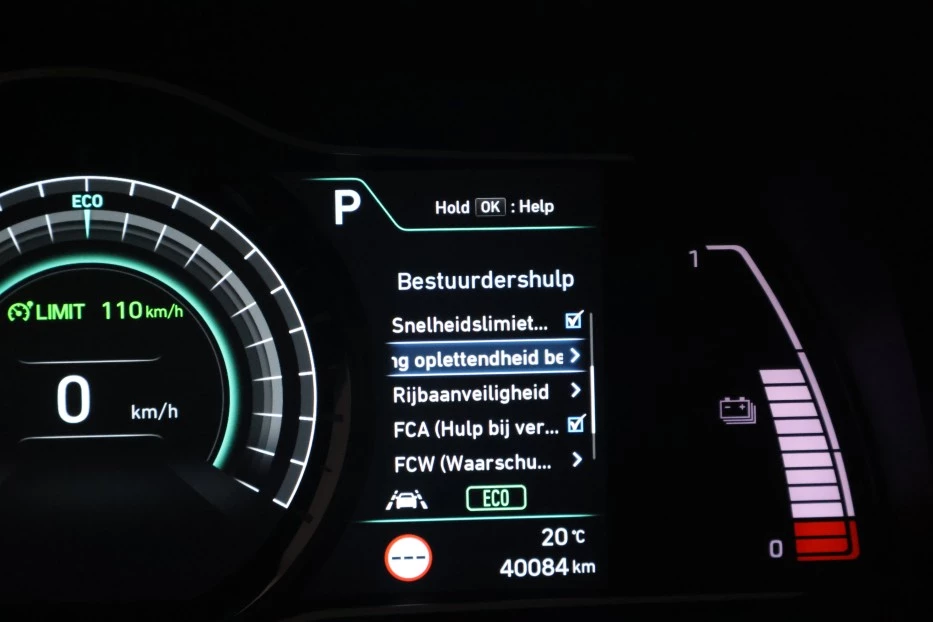 P
Hold OK : Help
ECO
Bestuurdershulp
LIMIT 110 km/h
Snelheidslimiet...
ng oplettendheid be
0 km/h
Rijbaanveiligheid
FCA (Hulp bij ver...
FCW (Waarschu...
ECO
20 °C
40084 km
---
1
0